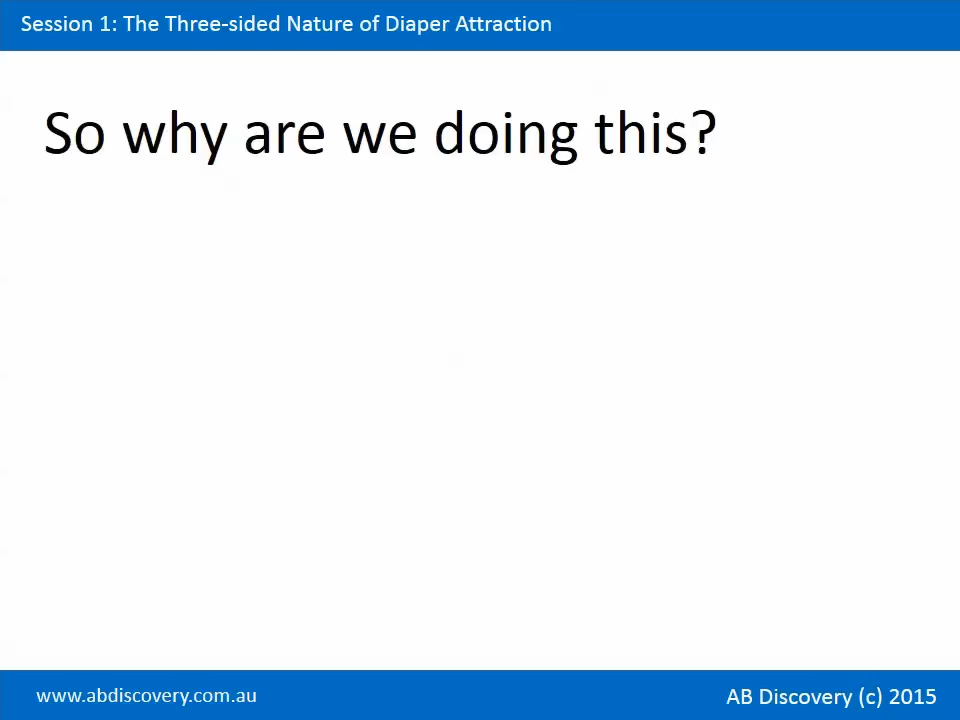 Session 1: The Three-sided Nature of Diaper Attraction
So why are we doing this?
www.abdiscovery.com.au
AB Discovery (c) 2015